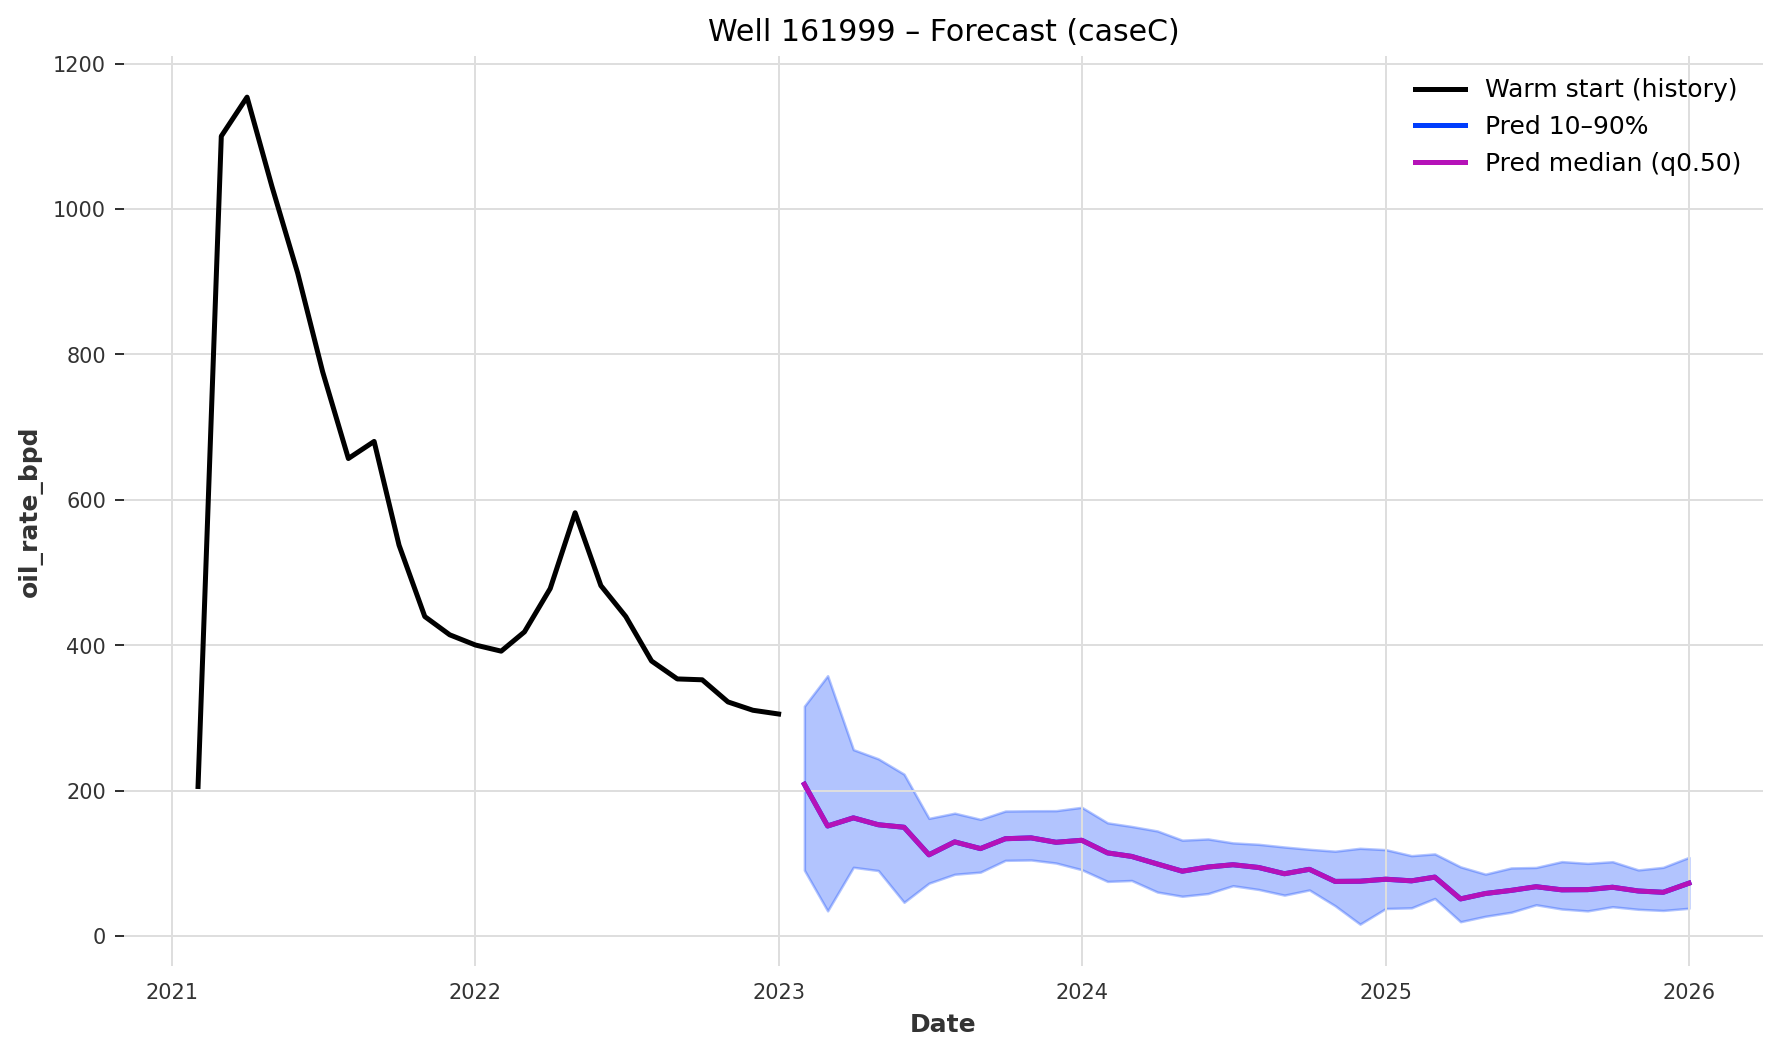 Well 161999 – Forecast (caseC)
Warm start (history)
Pred 10–90%
Pred median (q0.50)
oil_rate_bpd
1200
1000
800
600
400
200
0
2021 2022 2023 2024 2025 2026
Date